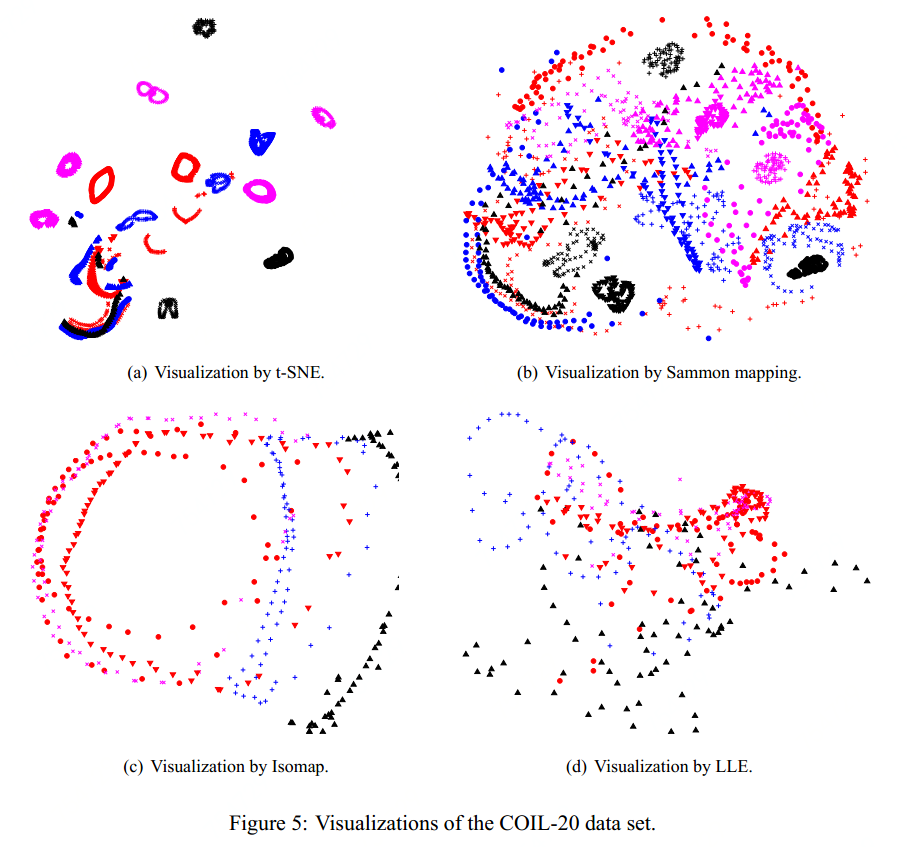 (a) Visualization by t-SNE.
(b) Visualization by Sammon mapping.
(c) Visualization by Isomap.
(d) Visualization by LLE.
Figure 5: Visualizations of the COIL-20 data set.